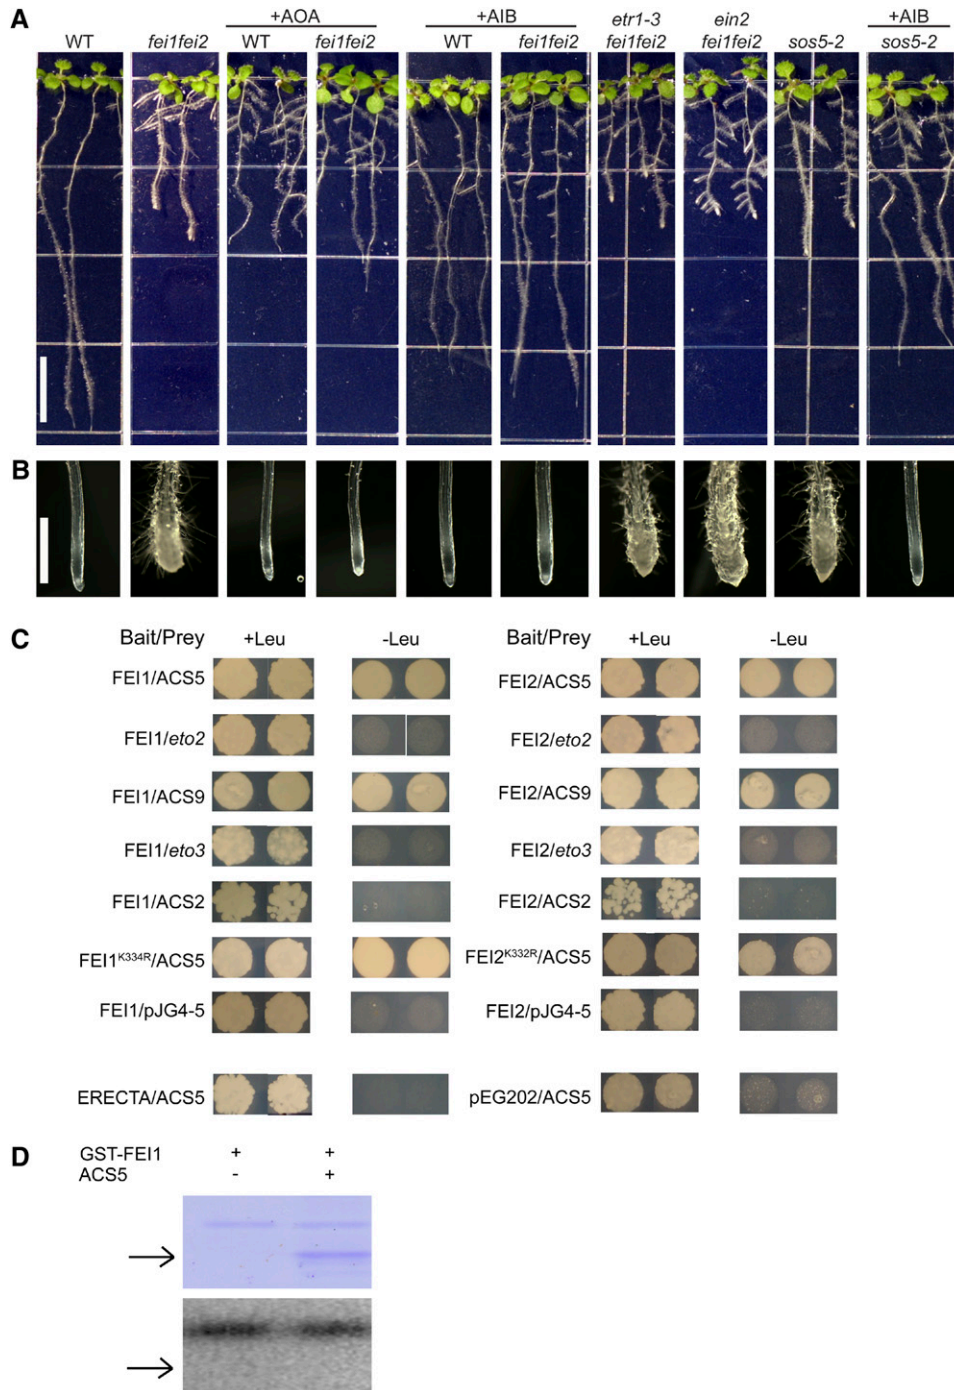 A
+AOA +AIB etr1-3 ein2 +AIB
WT fei1fei2 WT fei1fei2 WT fei1fei2 fei1fei2 fei1fei2 sos5-2 sos5-2
B
C
Bait/Prey +Leu -Leu Bait/Prey +Leu -Leu
FEI1/ACS5 FEI2/ACS5
FEI1/eto2 FEI2/eto2
FEI1/ACS9 FEI2/ACS9
FEI1/eto3 FEI2/eto3
FEI1/ACS2 FEI2/ACS2
FEI1K334R/ACS5 FEI2K332R/ACS5
FEI1/pJG4-5 FEI2/pJG4-5
ERECTA/ACS5 pEG202/ACS5
D
GST-FEI1 + +
ACS5 - +